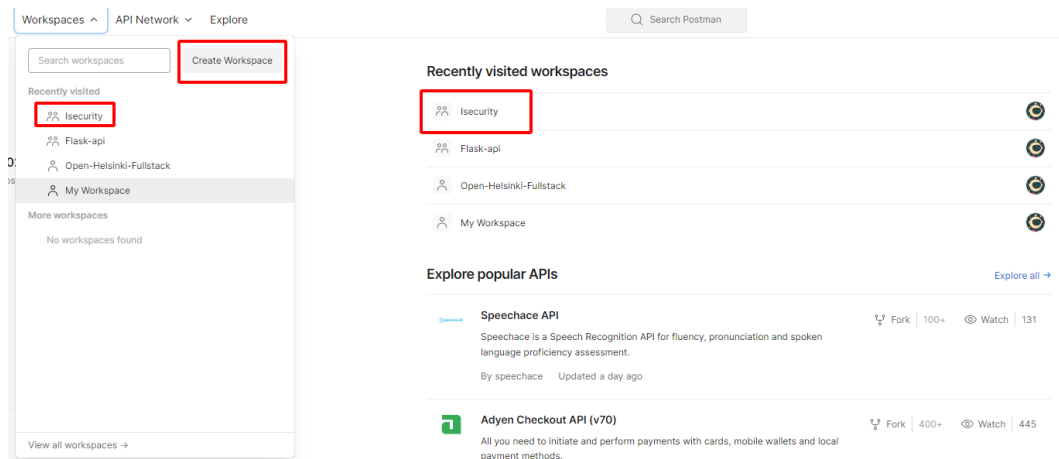 Workspaces API Network Explore Search Postman
Search workspaces Create Workspace
Recently visited
Isecurity
Flask-api
Open-Helsinki-Fullstack
My Workspace
More workspaces
No workspaces found
View all workspaces →
Recently visited workspaces
Isecurity
Flask-api
Open-Helsinki-Fullstack
My Workspace
Explore popular APIs Explore all →
Speechace API Fork 100+ Watch 131
Speechace is a Speech Recognition API for fluency, pronunciation and spoken
language proficiency assessment.
By speechace Updated a day ago
Adyen Checkout API (v70) Fork 400+ Watch 445
All you need to initiate and perform payments with cards, mobile wallets and local
payment methods.